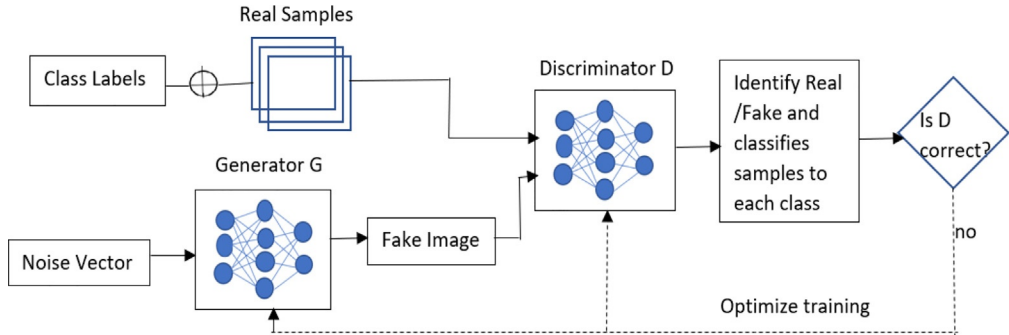 Real Samples
Class Labels
Discriminator D
Identify Real
/Fake and
classifies
samples to
each class
Is D
correct?
Generator G
Noise Vector
Fake Image
no
Optimize training